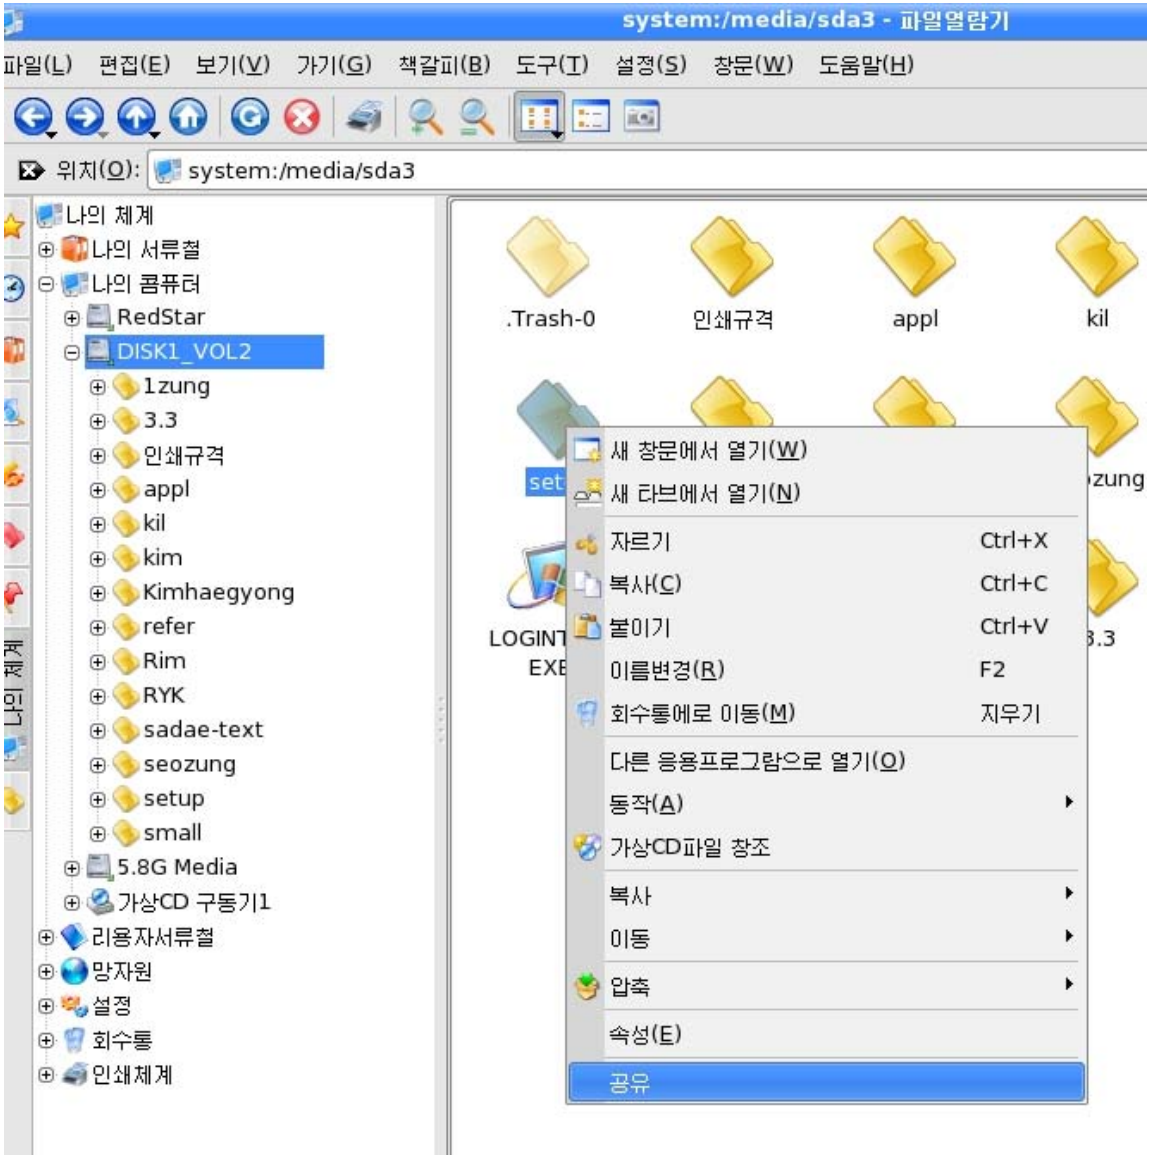 system:/media/sda3 - 파일열람기
파일(L) 편집(E) 보기(V) 가기(G) 책갈피(B) 도구(T) 설정(S) 창문(W) 도움말(H)
위치(O): system:/media/sda3
나의 체계
나의 서류철
나의 콤퓨터
RedStar
DISK1_VOL2
1zung
3.3
인쇄규격
appl
kil
kim
Kimhaegyong
refer
Rim
RYK
sadae-text
seozung
setup
small
5.8G Media
가상CD 구동기1
리용자서류철
망자원
설정
회수통
인쇄체계
나의 체계
.Trash-0 인쇄규격 appl kil
set
zung
LOGINT
EXE
3.3
새 창문에서 열기(W)
새 타브에서 열기(N)
자르기 Ctrl+X
복사(C) Ctrl+C
붙이기 Ctrl+V
이름변경(R) F2
회수통에로 이동(M) 지우기
다른 응용프로그람으로 열기(O)
동작(A)
가상CD파일 창조
복사
이동
압축
속성(E)
공유